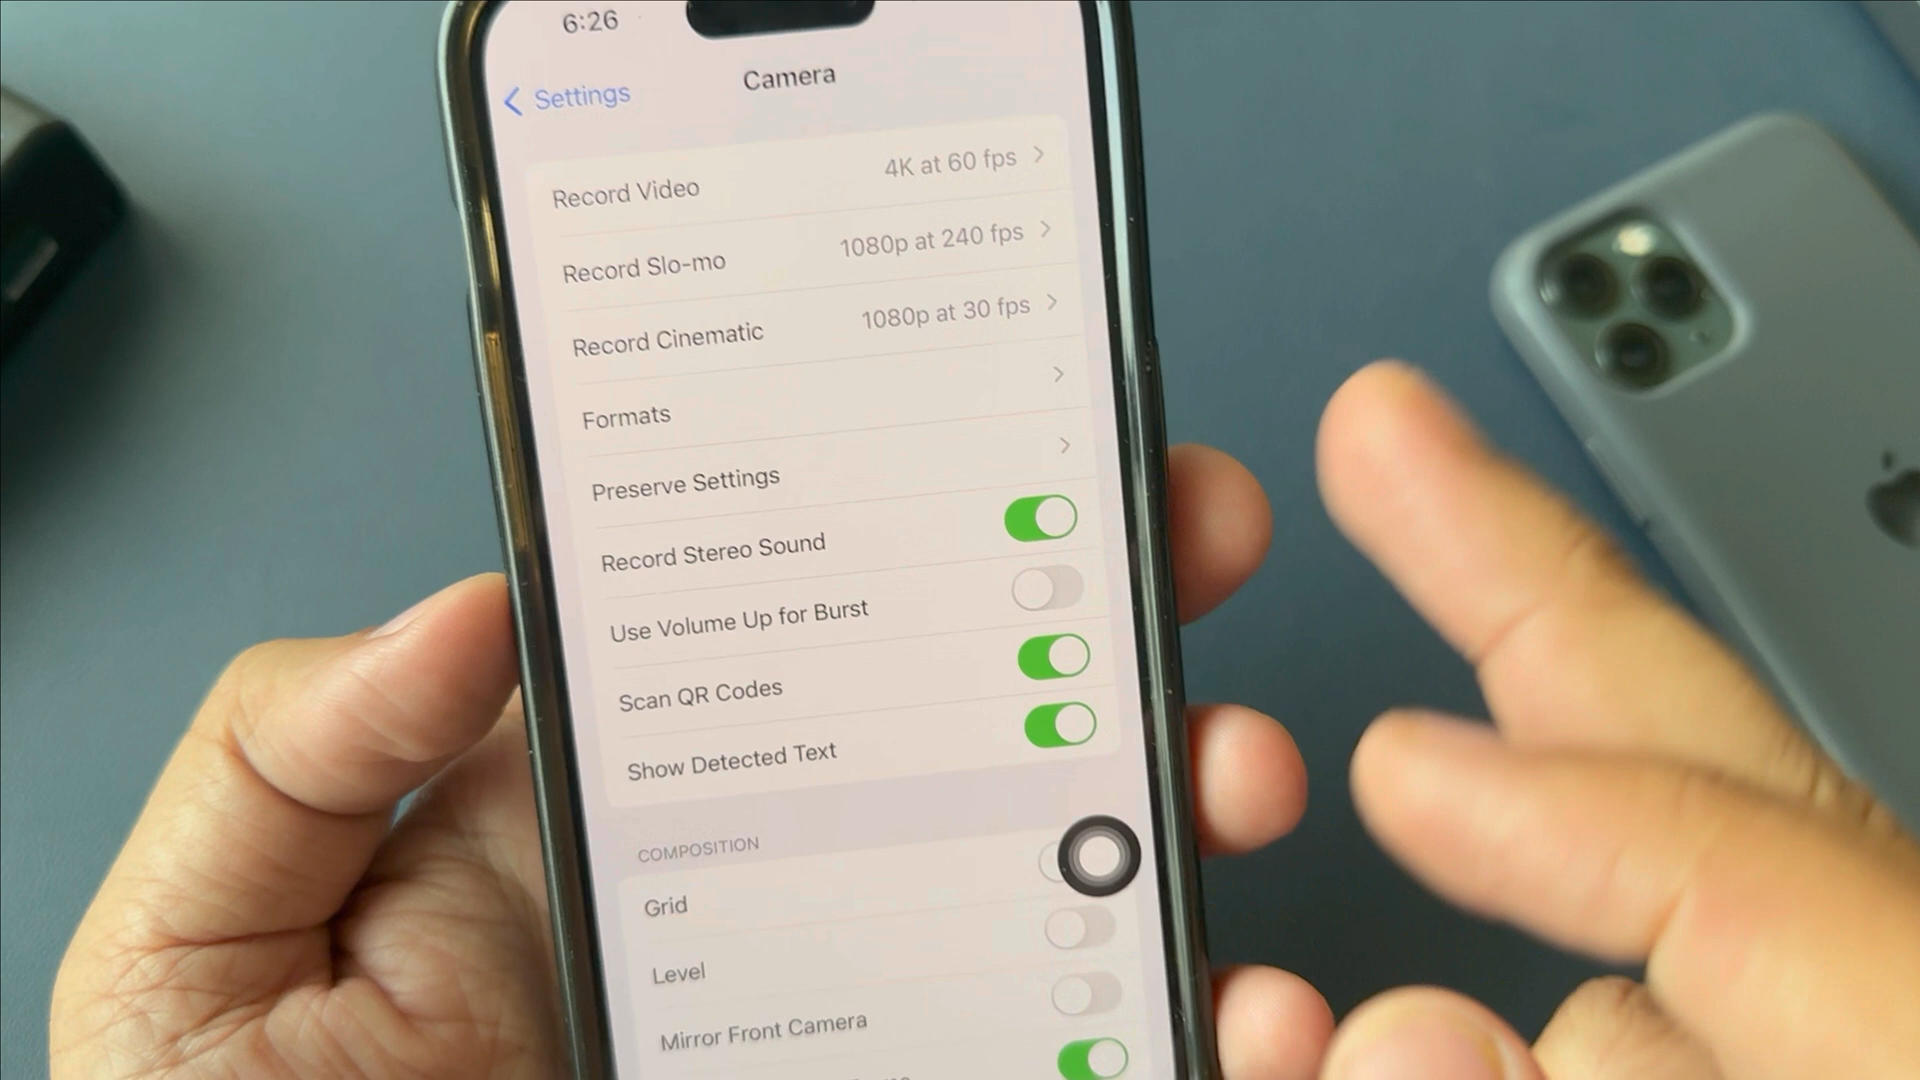 6:26
Settings
Camera
Record Video 4K at 60 fps
Record Slo-mo 1080p at 240 fps
Record Cinematic 1080p at 30 fps
Formats
Preserve Settings
Record Stereo Sound
Use Volume Up for Burst
Scan QR Codes
Show Detected Text
COMPOSITION
Grid
Level
Mirror Front Camera